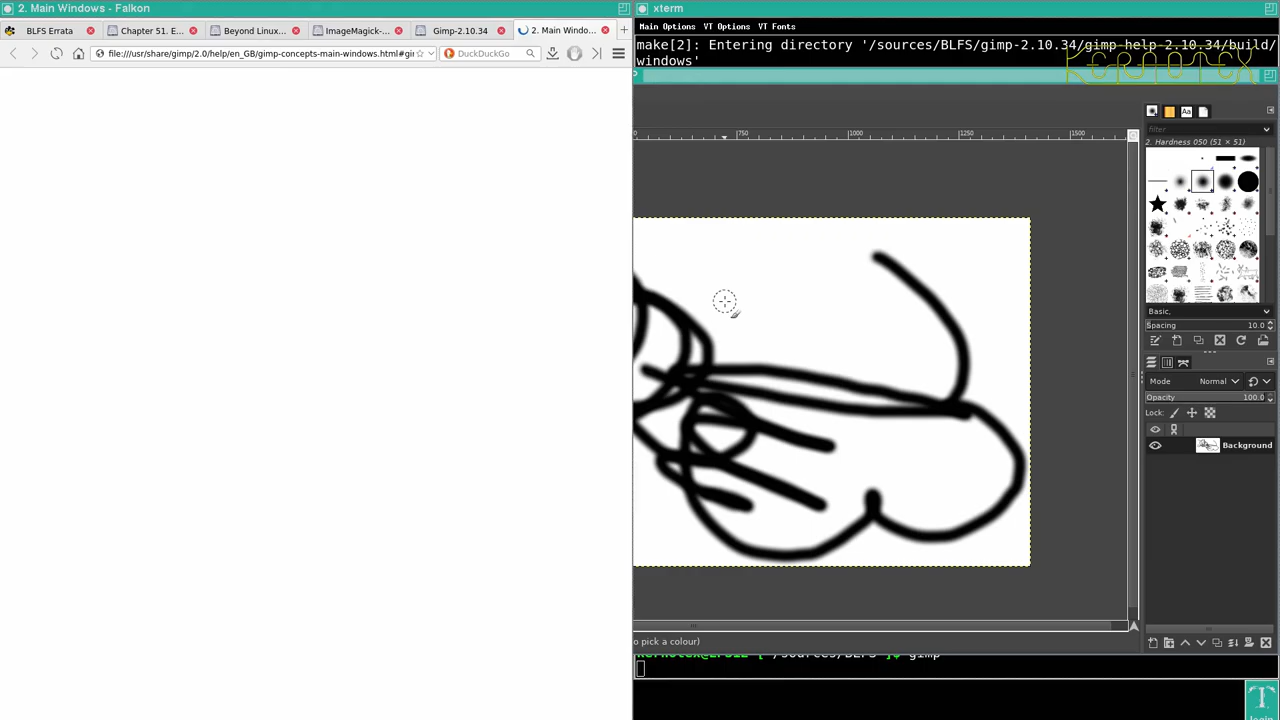 2. Main Windows - Falkon
BLFS Errata
Chapter 51. E...
Beyond Linux...
ImageMagick-...
Gimp-2.10.34
2. Main Windo...
file:///usr/share/gimp/2.0/help/en_GB/gimp-concepts-main-windows.html#gi
DuckDuckGo
xterm
Main Options VT Options VT Fonts
make[2]: Entering directory '/sources/BLFS/gimp-2.10.34/gimp-help-2.10.34/build/
windows'
KERNOTEX
750
1000
1250
1500
Aa
filter
2. Hardness 050 (51 × 51)
Basic,
Spacing 10.0
Mode Normal
Opacity 100.0
Lock:
Background
o pick a colour)
gimp
T
login